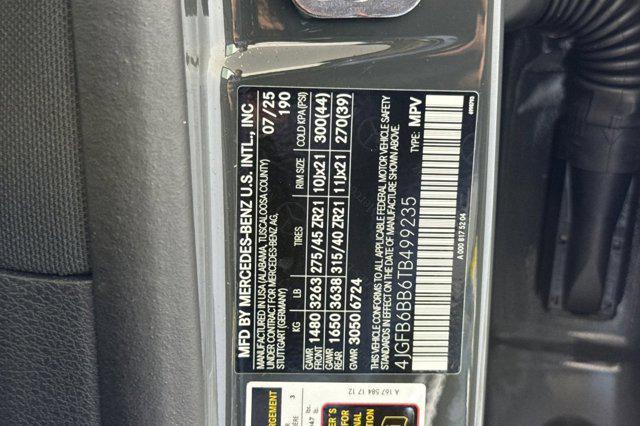 MFD BY MERCEDES-BENZ U.S. INTL., INC
MANUFACTURED IN USA (ALABAMA, TUSCALOOSA COUNTY)
UNDER CONTRACT FOR MERCEDES-BENZ AG,
STUTTGART (GERMANY)
07/25
190
KG LB TIRES RIM SIZE COLD KPA(PSI)
GAWR FRONT 1480 3263 275/45 ZR21 10Jx21 300(44)
GAWR REAR 1650 3638 315/40 ZR21 11Jx21 270(39)
GVWR 3050 6724
THIS VEHICLE CONFORMS TO ALL APPLICABLE FEDERAL MOTOR VEHICLE SAFETY
STANDARDS IN EFFECT ON THE DATE OF MANUFACTURE SHOWN ABOVE.
4JGFB6BB6TB499235 TYPE: MPV
A 000 817 52 04
A 167 584 17 12
3